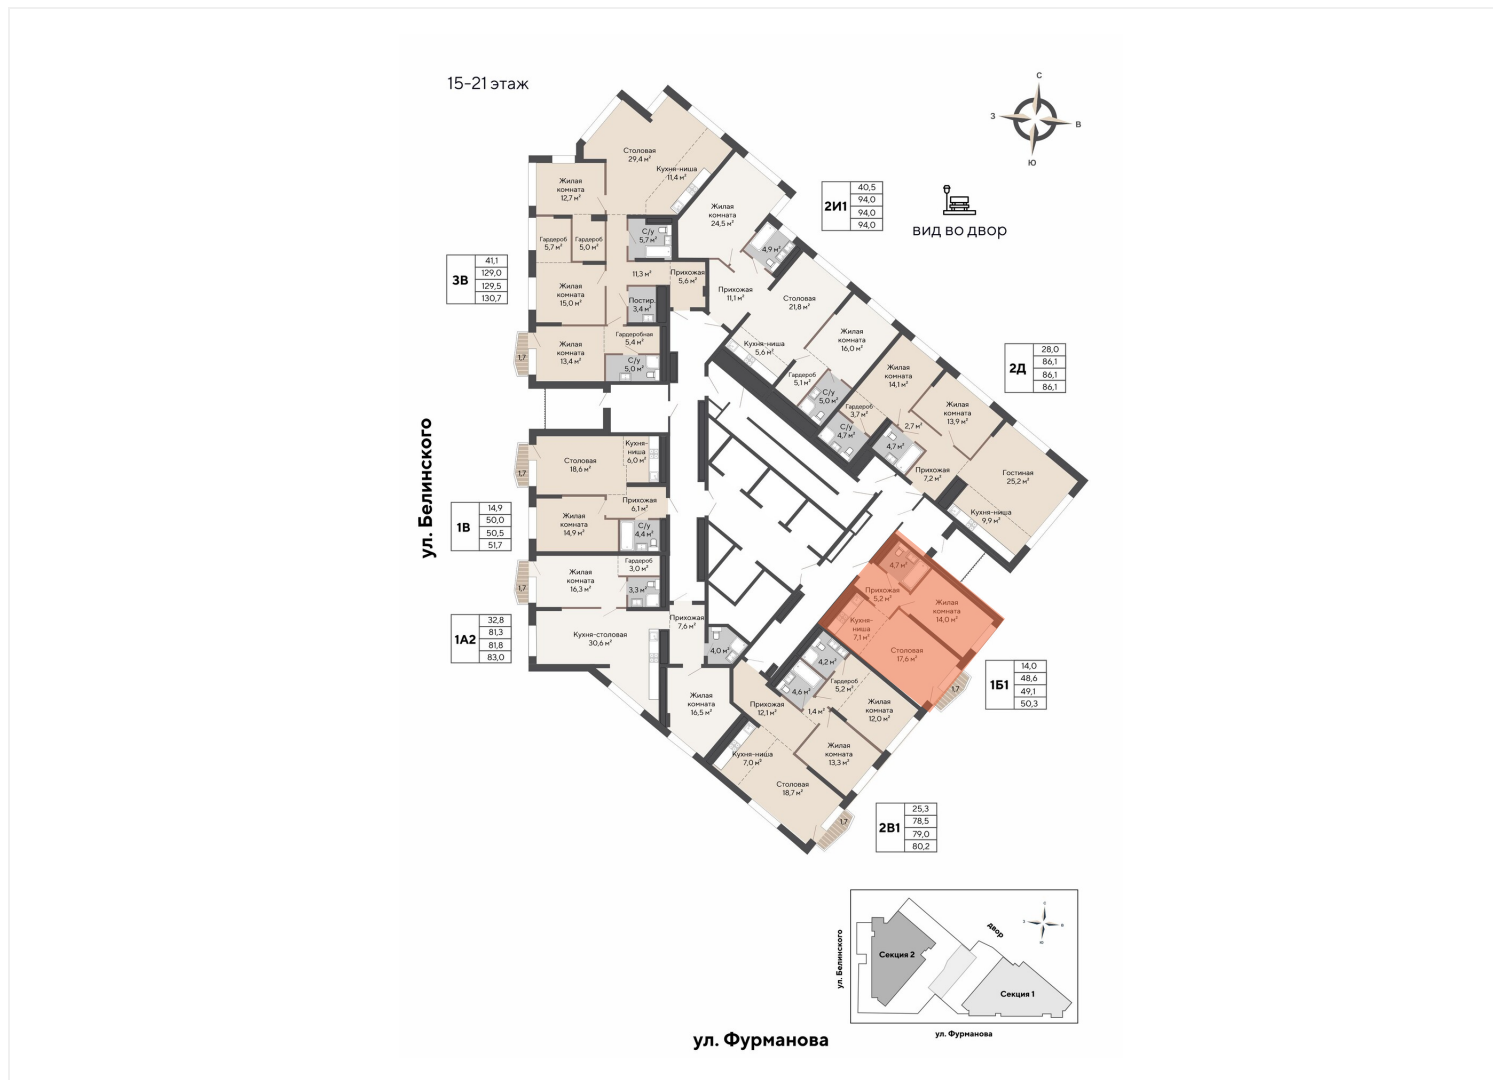 15-21 этаж
С
З
В
Ю
Столовая
29,4 м²
Кухня-ниша
11,4 м²
Жилая
комната
12,7 м²
Гардероб
5,7 м²
Гардероб
5,0 м²
С/у
5,7 м²
11,3 м²
Прихожая
5,6 м²
Жилая
комната
15,0 м²
Постир.
3,4 м²
Гардеробная
5,4 м²
Жилая
комната
13,4 м²
С/у
5,0 м²
1,7
3В
41,1
129,0
129,5
130,7
Жилая
комната
24,5 м²
4,9 м²
Прихожая
11,1 м²
Столовая
21,8 м²
Кухня-ниша
5,6 м²
Жилая
комната
16,0 м²
Гардероб
5,1 м²
С/у
5,0 м²
2И1
40,5
94,0
94,0
94,0
вид во двор
Жилая
комната
14,1 м²
Гардероб
3,7 м²
С/у
4,7 м²
2,7 м²
4,7 м²
Жилая
комната
13,9 м²
Прихожая
7,2 м²
Гостиная
25,2 м²
Кухня-ниша
9,9 м²
2Д
28,0
86,1
86,1
86,1
ул. Белинского
Столовая
18,6 м²
Кухня-
ниша
6,0 м²
1,7
Прихожая
6,1 м²
Жилая
комната
14,9 м²
С/у
4,4 м²
1В
14,9
50,0
50,5
51,7
Жилая
комната
16,3 м²
Гардероб
3,0 м²
3,3 м²
1,7
Кухня-столовая
30,6 м²
Прихожая
7,6 м²
4,0 м²
Жилая
комната
16,5 м²
1А2
32,8
81,3
81,8
83,0
4,7 м²
Прихожая
5,2 м²
Жилая
комната
14,0 м²
Кухня-
ниша
7,1 м²
Столовая
17,6 м²
1,7
1Б1
14,0
48,6
49,1
50,3
4,2 м²
Гардероб
5,2 м²
4,6 м²
1,4 м²
Жилая
комната
12,0 м²
Прихожая
12,1 м²
Жилая
комната
13,3 м²
Кухня-ниша
7,0 м²
Столовая
18,7 м²
1,7
2В1
25,3
78,5
79,0
80,2
двор
С
З
В
Ю
ул. Белинского
Секция 2
Секция 1
ул. Фурманова
ул. Фурманова